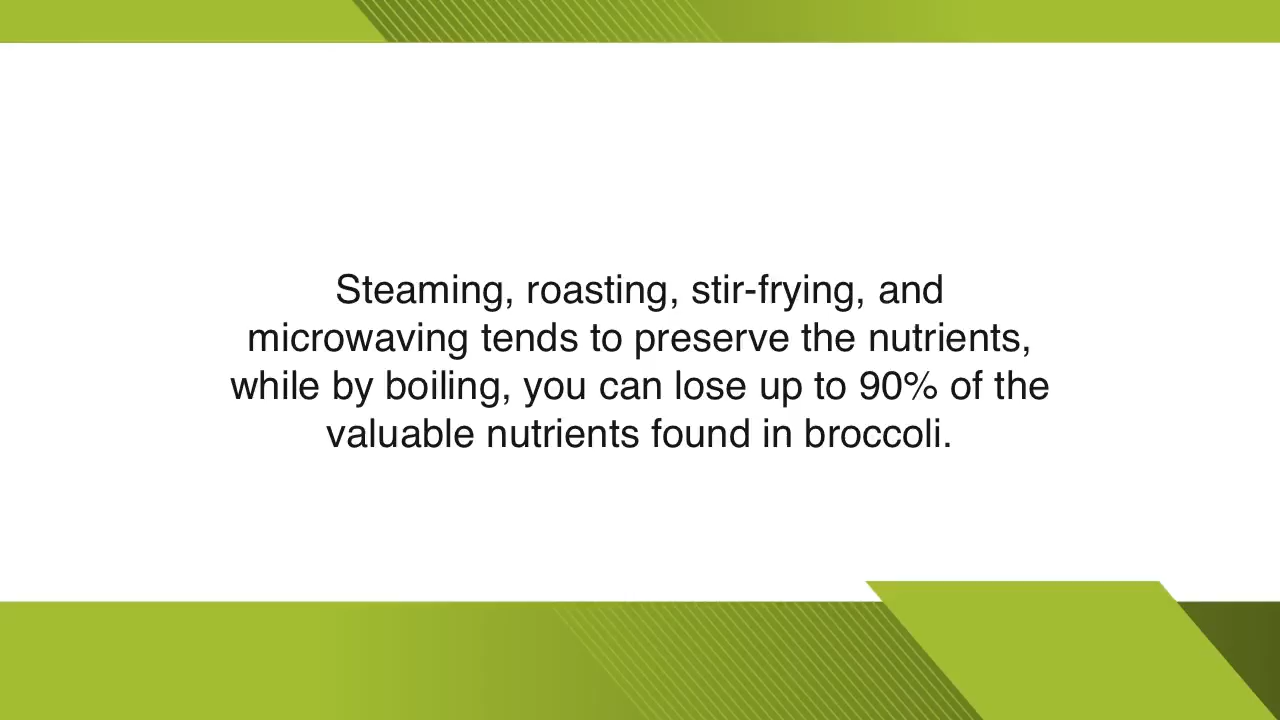 Steaming, roasting, stir-frying, and
microwaving tends to preserve the nutrients,
while by boiling, you can lose up to 90% of the
valuable nutrients found in broccoli.